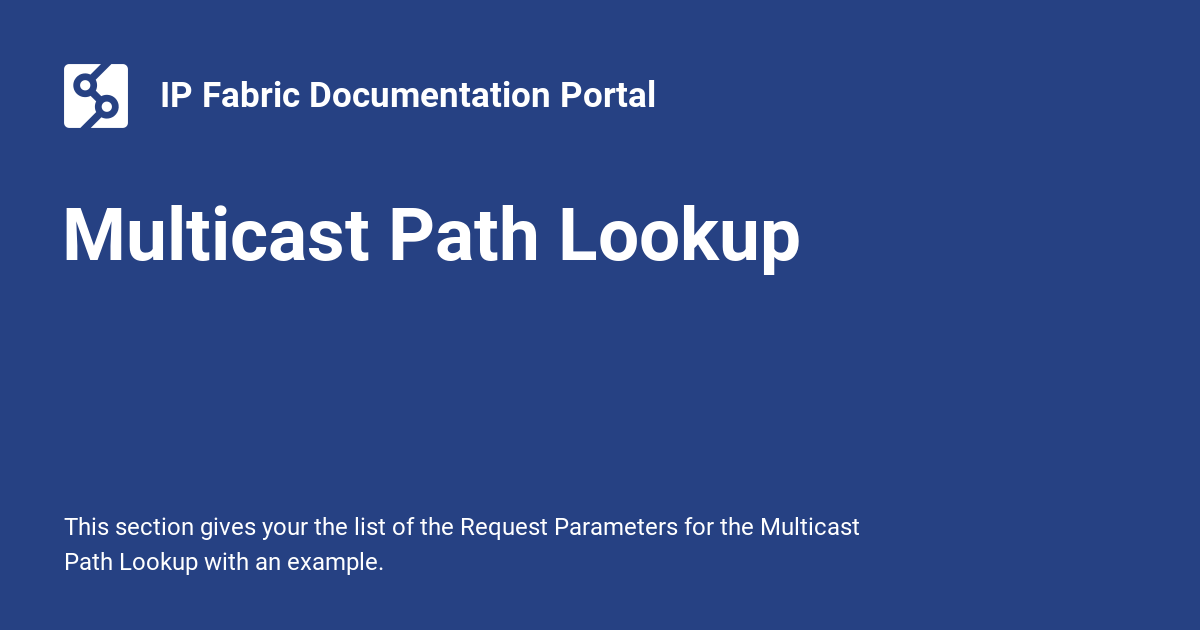 IP Fabric Documentation Portal
Multicast Path Lookup
This section gives your the list of the Request Parameters for the Multicast
Path Lookup with an example.